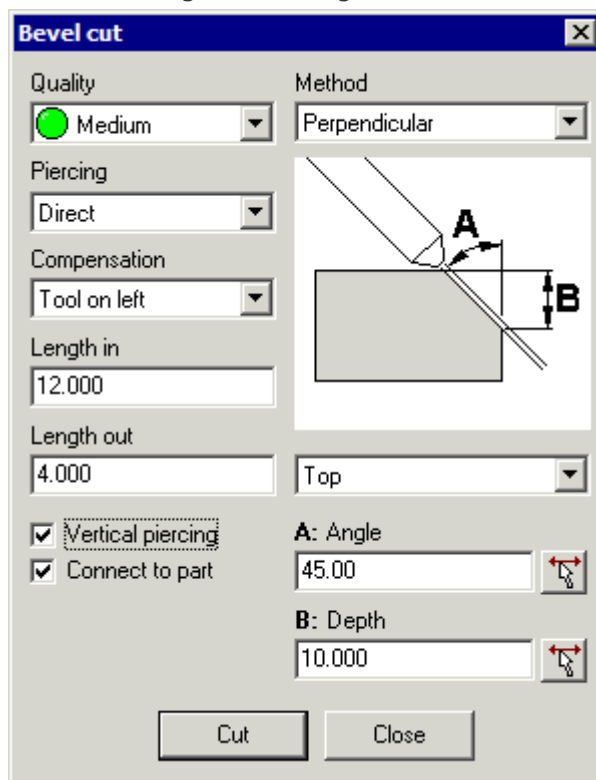 Bevel cut
Quality
Method
Medium
Perpendicular
Piercing
Direct
Compensation
Tool on left
Length in
12.000
Length out
4.000
A
B
Top
Vertical piercing
Connect to part
A: Angle
45.00
B: Depth
10.000
Cut
Close